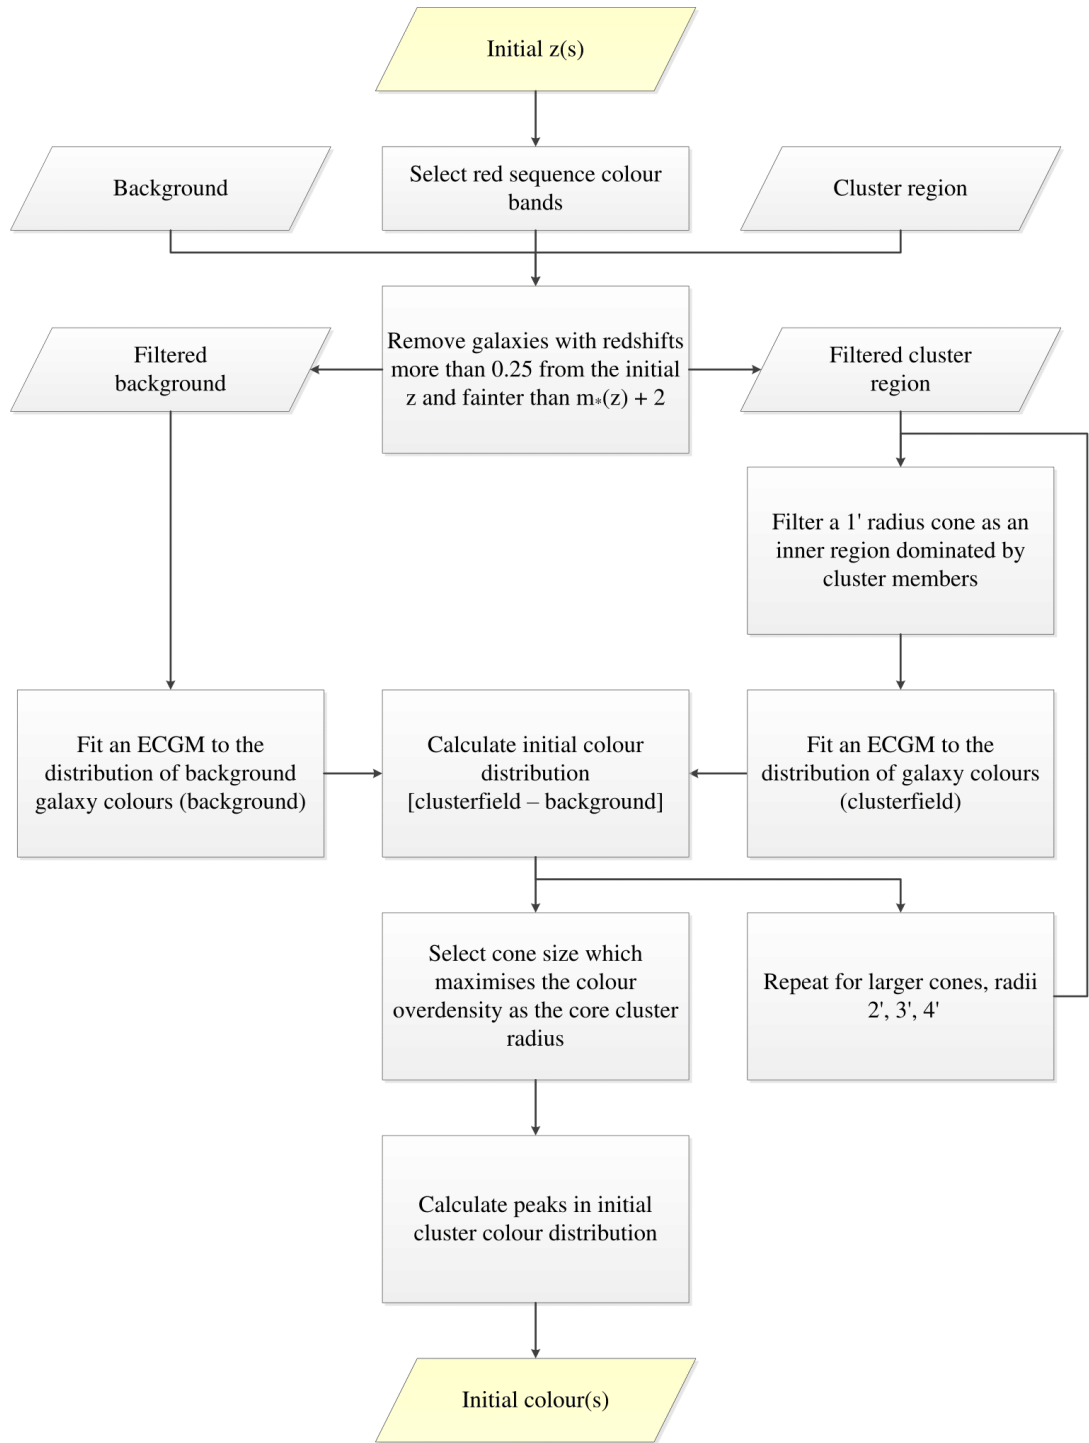 Initial z(s)
Background
Select red sequence colour
bands
Cluster region
Filtered
background
Remove galaxies with redshifts
more than 0.25 from the initial
z and fainter than m*(z) + 2
Filtered cluster
region
Filter a 1' radius cone as an
inner region dominated by
cluster members
Fit an ECGM to the
distribution of background
galaxy colours (background)
Calculate initial colour
distribution
[clusterfield – background]
Fit an ECGM to the
distribution of galaxy colours
(clusterfield)
Select cone size which
maximises the colour
overdensity as the core cluster
radius
Repeat for larger cones, radii
2', 3', 4'
Calculate peaks in initial
cluster colour distribution
Initial colour(s)